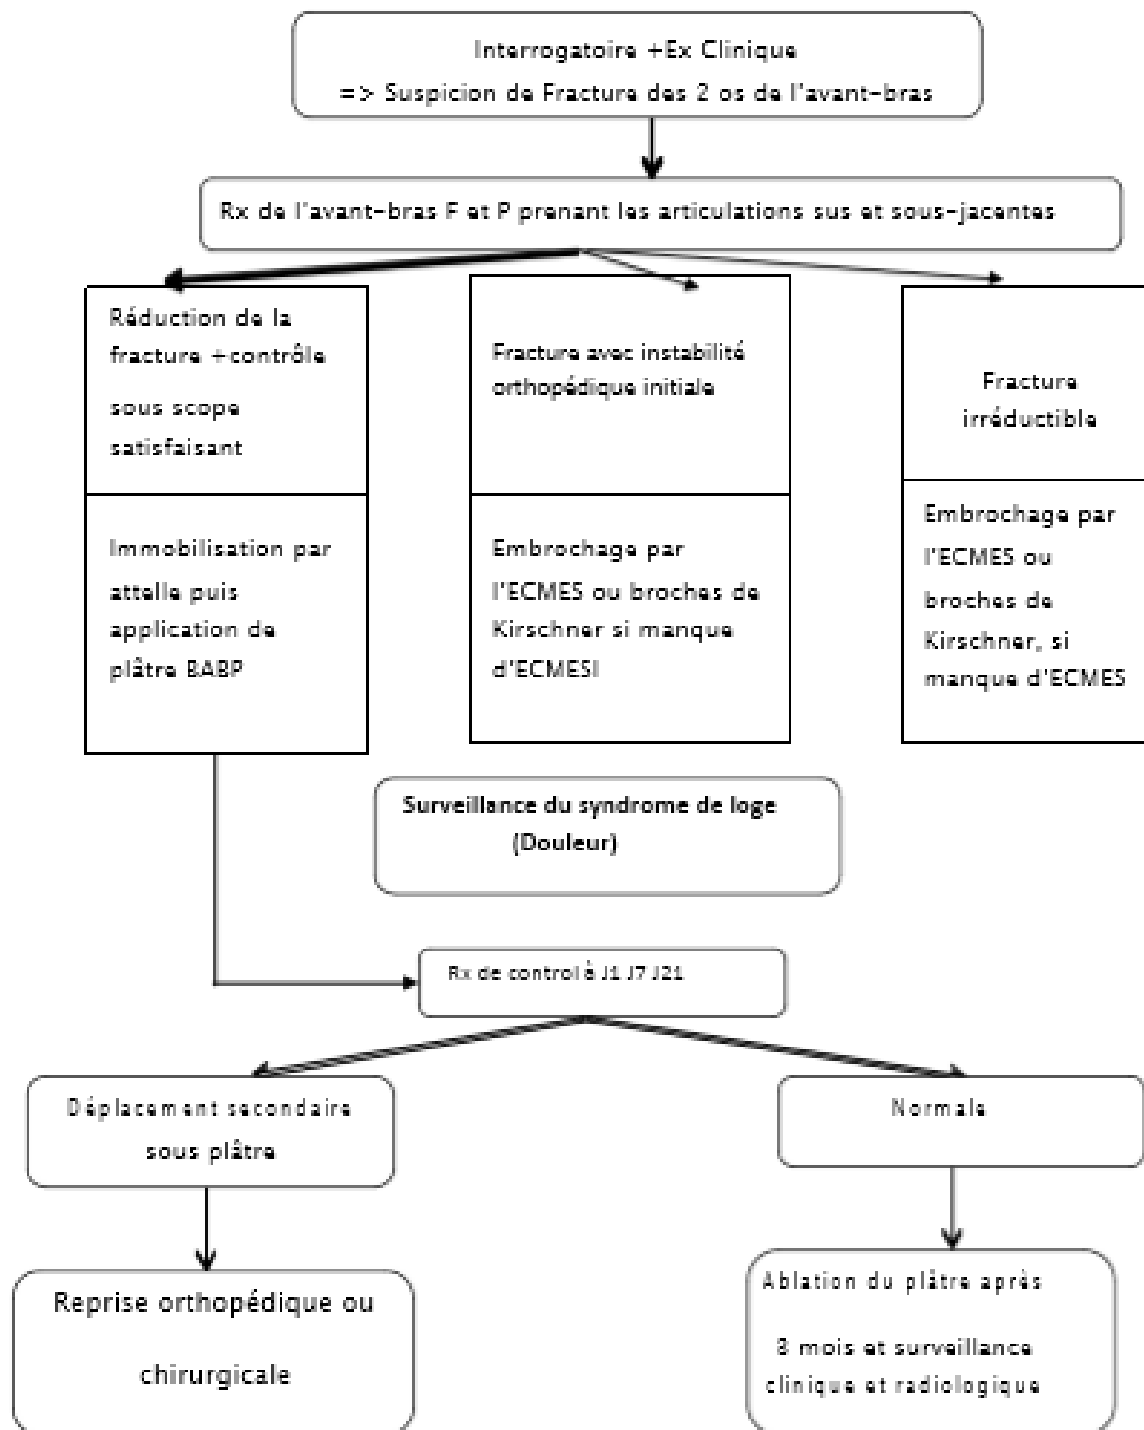 Interrogatoire +Ex Clinique
=> Suspicion de Fracture des 2 os de l'avant-bras
Rx de l'avant-bras F et P prenant les articulations sus et sous-jacentes
Réduction de la
fracture +contrôle
sous scope
satisfaisant
Immobilisation par
attelle puis
application de
plâtre BABP
Fracture avec instabilité
orthopédique initiale
Embrochage par
l'ECMES ou broches de
Kirschner si manque
d'ECMESI
Fracture
irréductible
Embrochage par
l'ECMES ou
broches de
Kirschner, si
manque d'ECMES
Surveillance du syndrome de loge
(Douleur)
Rx de control à J1 J7 J21
Déplacement secondaire
sous plâtre
Normale
Reprise orthopédique ou
chirurgicale
Ablation du plâtre après
mois et surveillance
clinique et radiologique